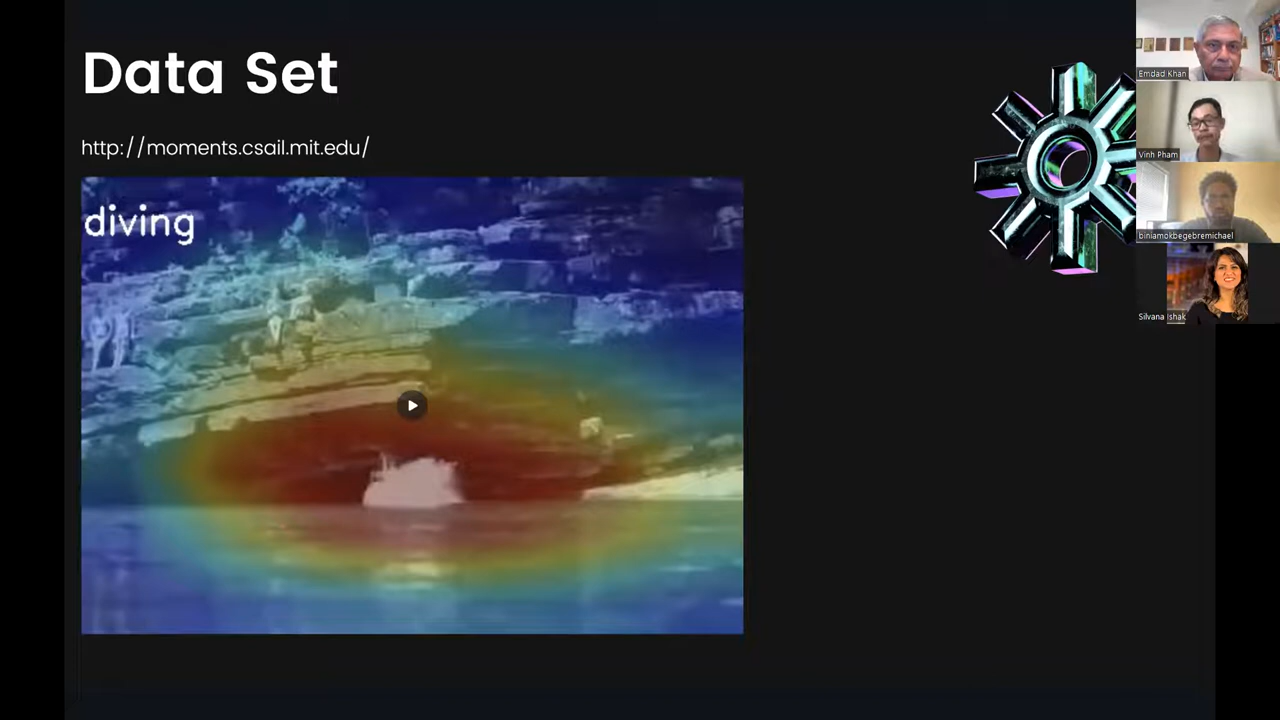 Data Set
http://moments.csail.mit.edu/
diving
Emdad Khan
Vinh Pham
biniamokbegebremichael
Silvana Ishak